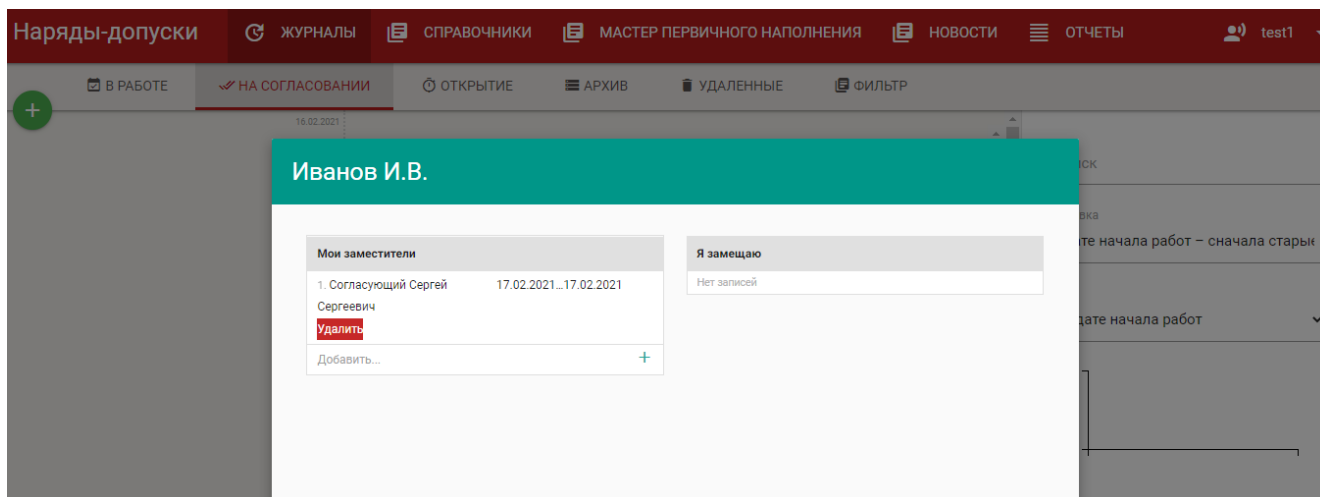 Наряды-допуски ЖУРНАЛЫ СПРАВОЧНИКИ МАСТЕР ПЕРВИЧНОГО НАПОЛНЕНИЯ НОВОСТИ ОТЧЕТЫ test1
В РАБОТЕ НА СОГЛАСОВАНИИ ОТКРЫТИЕ АРХИВ УДАЛЕННЫЕ ФИЛЬТР
16.02.2021
Иванов И.В.
иск
вка
Мои заместители Я замещаю
те начала работ – сначала старые
1. Согласующий Сергей 17.02.2021...17.02.2021 Нет записей
Сергеевич
Удалить
дате начала работ
Добавить... +